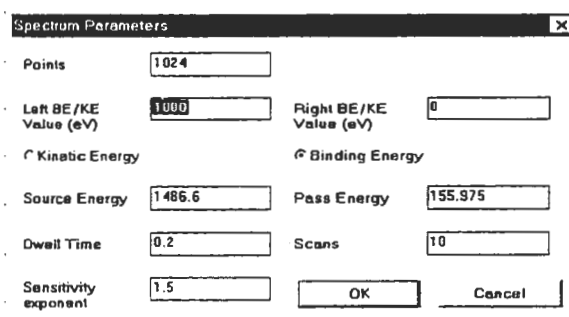 Spectrum Parameters
Points 1024
Left BE/KE Value (eV) 1000 Right BE/KE Value (eV) 0
Kinatic Energy Binding Energy
Source Energy 1486.6 Pass Energy 155.975
Dwell Time 0.2 Scans 10
Sensitivity exponent 1.5 OK Cancel